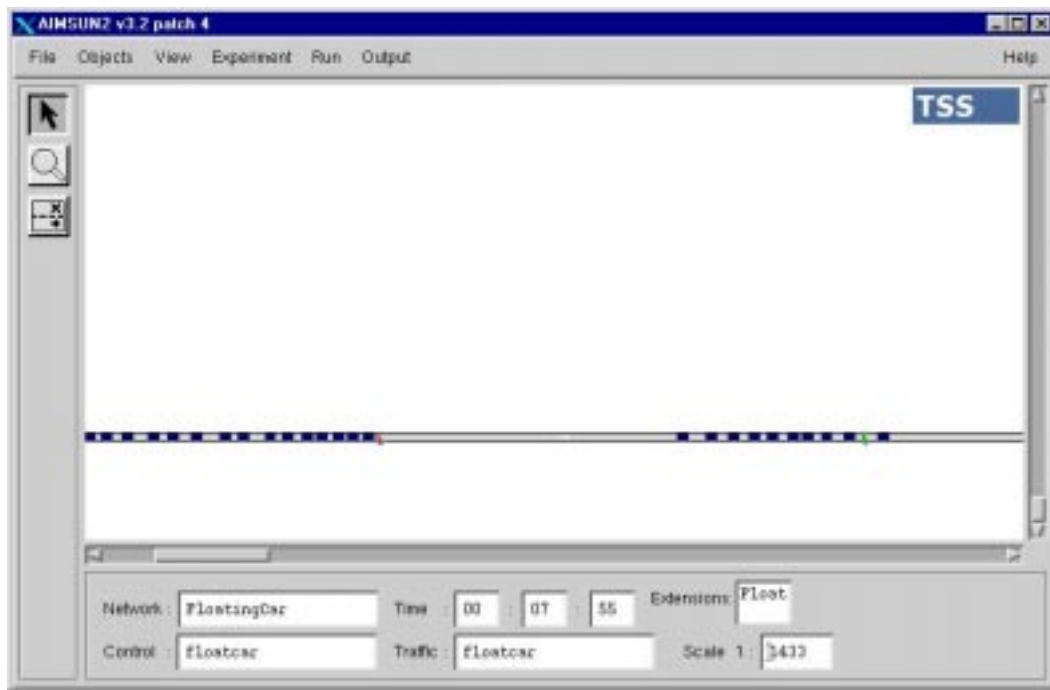 AIMSUN2 v3.2 patch 4
File Objects View Experiment Run Output Help
TSS
Network : FloatingCar Time : 00 : 07 : 55 Extensions: Float
Control : floatcar Traffic : floatcar Scale 1 : 3433